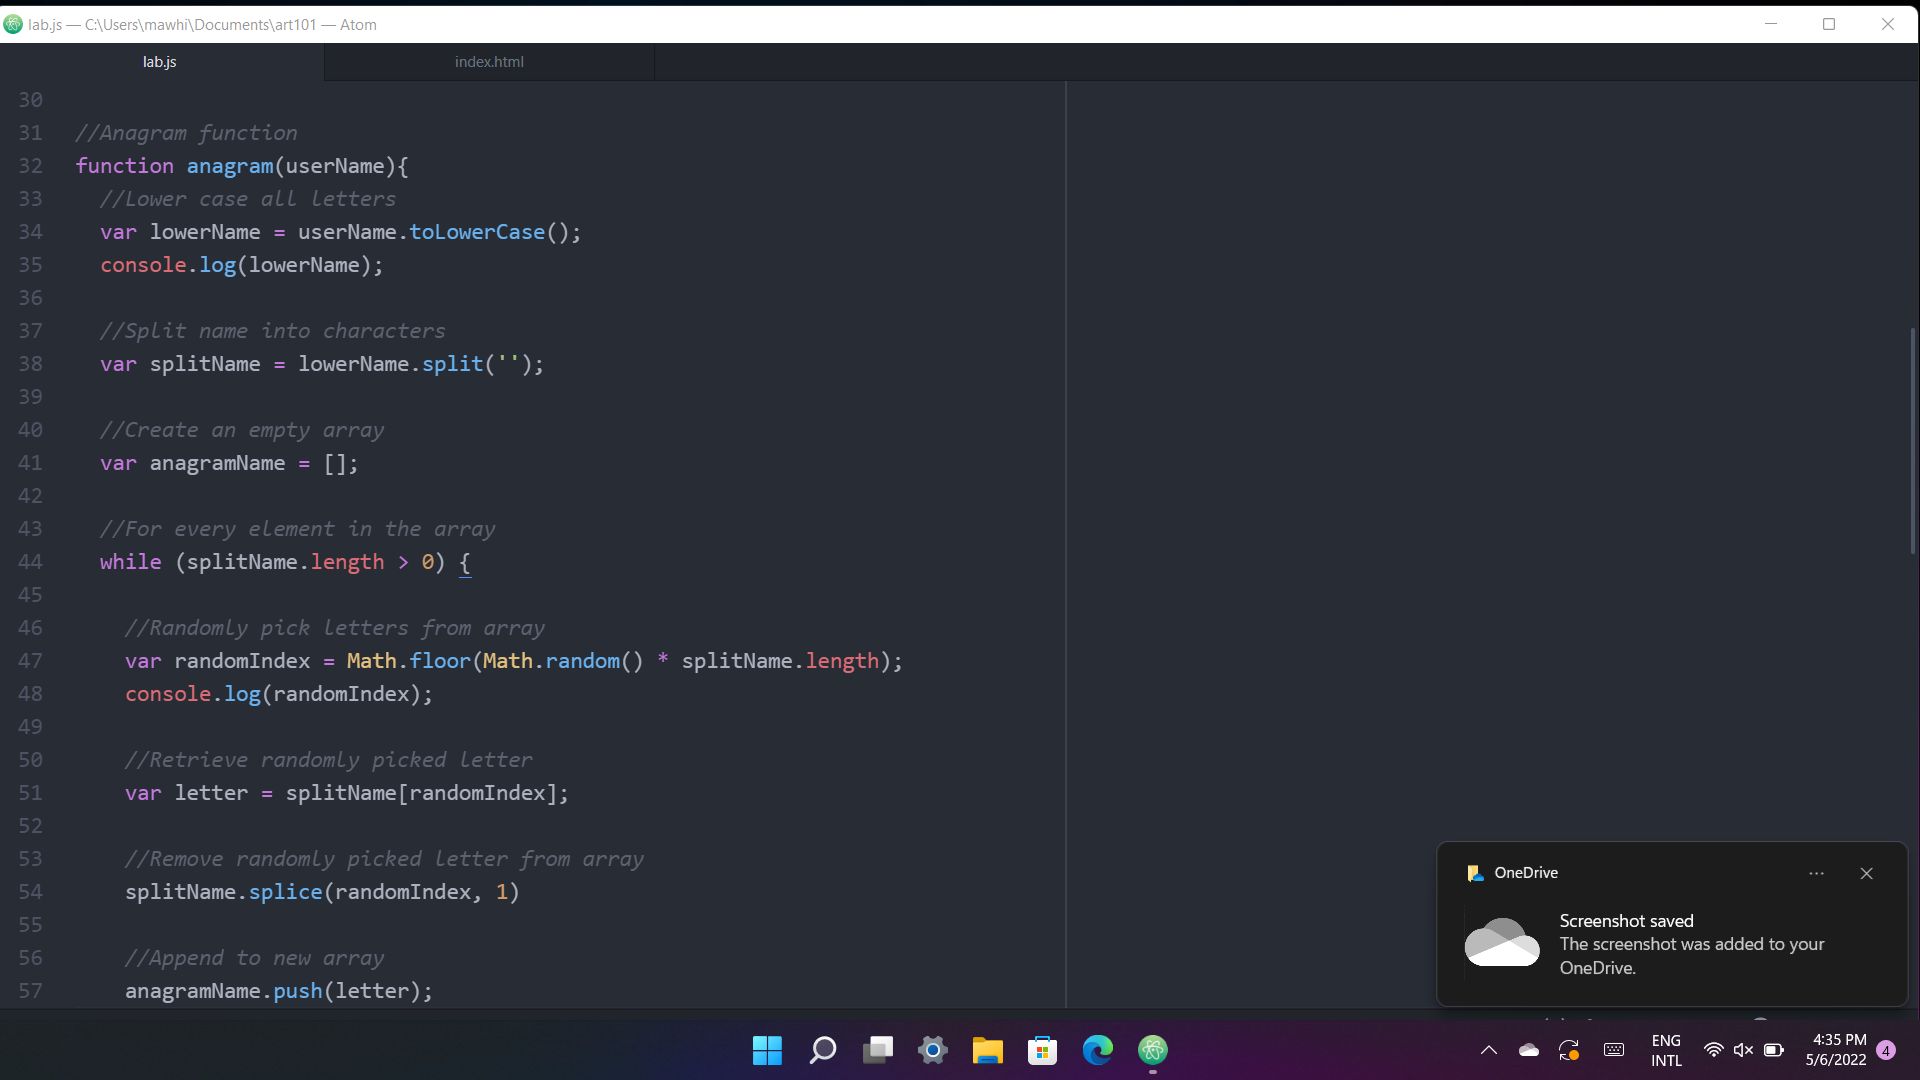 lab.js — C:\Users\mawhi\Documents\art101 — Atom
lab.js
index.html
30
31 //Anagram function
32 function anagram(userName){
33 //Lower case all letters
34 var lowerName = userName.toLowerCase();
35 console.log(lowerName);
36
37 //Split name into characters
38 var splitName = lowerName.split('');
39
40 //Create an empty array
41 var anagramName = [];
42
43 //For every element in the array
44 while (splitName.length > 0) {
45
46 //Randomly pick letters from array
47 var randomIndex = Math.floor(Math.random() * splitName.length);
48 console.log(randomIndex);
49
50 //Retrieve randomly picked letter
51 var letter = splitName[randomIndex];
52
53 //Remove randomly picked letter from array
54 splitName.splice(randomIndex, 1)
55
56 //Append to new array
57 anagramName.push(letter);
OneDrive
Screenshot saved
The screenshot was added to your
OneDrive.
ENG
INTL
4:35 PM
5/6/2022
4